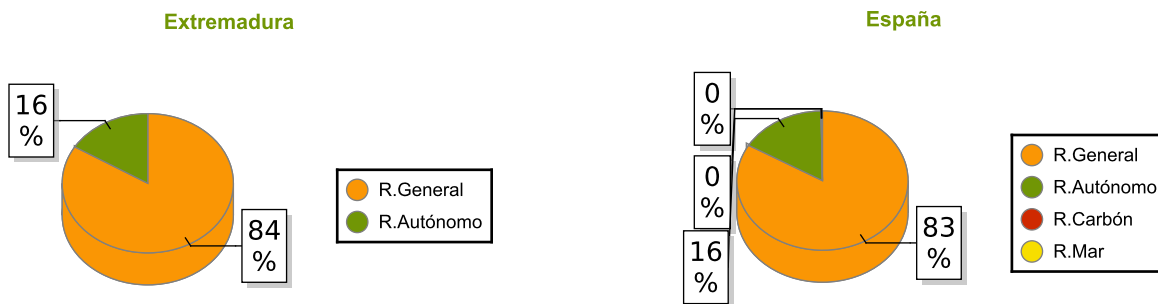 Extremadura
16
%
84
%
R.General
R.Autónomo
España
0
%
0
%
16
%
83
%
R.General
R.Autónomo
R.Carbón
R.Mar